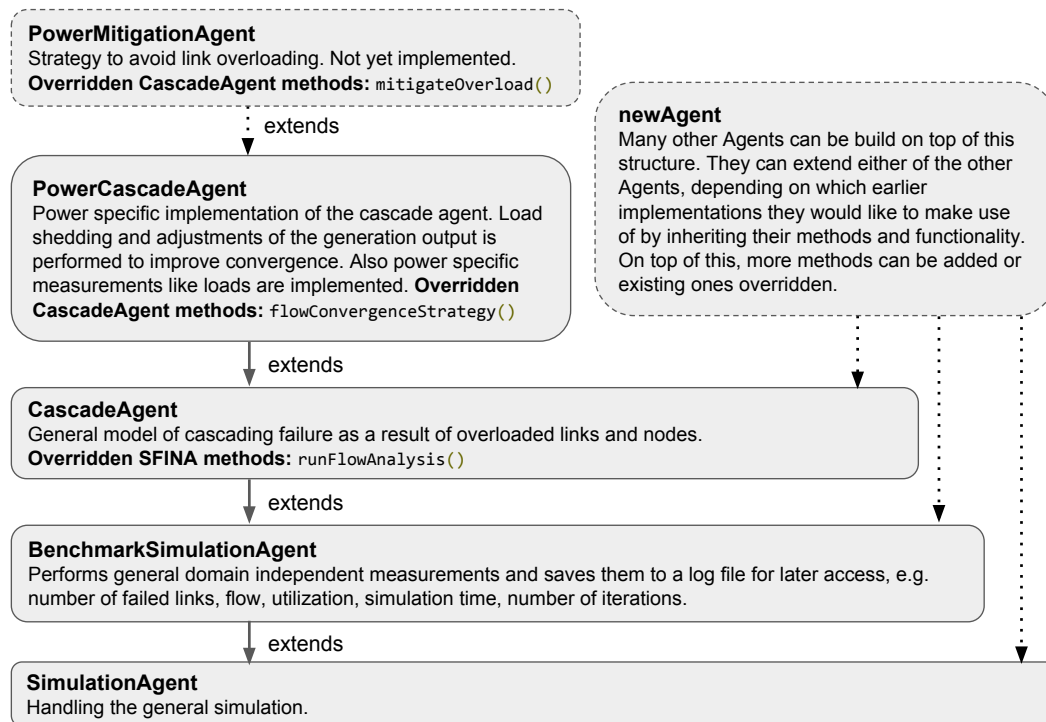 PowerMitigationAgent
Strategy to avoid link overloading. Not yet implemented.
Overridden CascadeAgent methods: mitigateOverload()
extends
newAgent
Many other Agents can be build on top of this
structure. They can extend either of the other
Agents, depending on which earlier
implementations they would like to make use
of by inheriting their methods and functionality.
On top of this, more methods can be added or
existing ones overridden.
PowerCascadeAgent
Power specific implementation of the cascade agent. Load
shedding and adjustments of the generation output is
performed to improve convergence. Also power specific
measurements like loads are implemented. Overridden
CascadeAgent methods: flowConvergenceStrategy()
extends
CascadeAgent
General model of cascading failure as a result of overloaded links and nodes.
Overridden SFINA methods: runFlowAnalysis()
extends
BenchmarkSimulationAgent
Performs general domain independent measurements and saves them to a log file for later access, e.g.
number of failed links, flow, utilization, simulation time, number of iterations.
extends
SimulationAgent
Handling the general simulation.